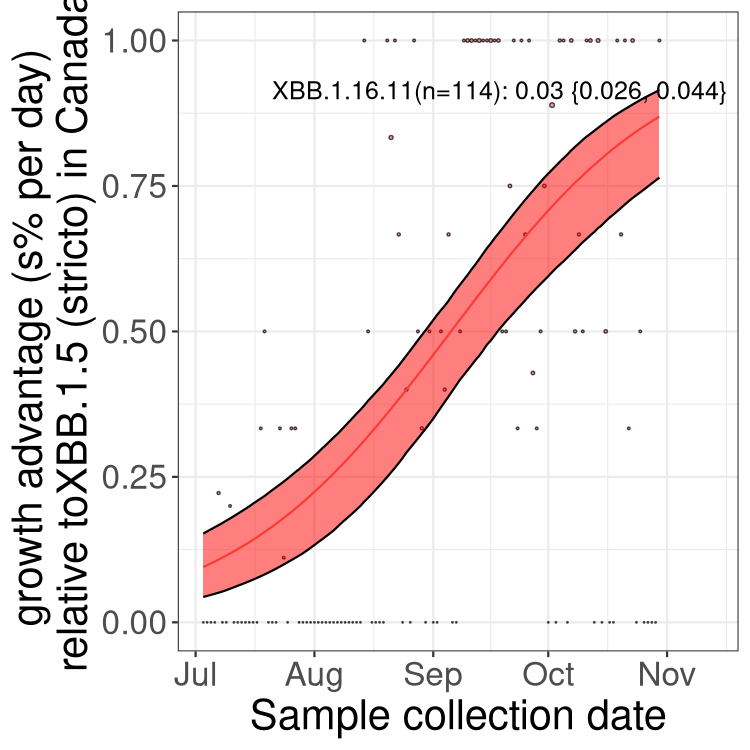 growth advantage (s% per day)
relative toXBB.1.5 (stricto) in Canada
1.00
0.75
0.50
0.25
0.00
XBB.1.16.11(n=114): 0.03 {0.026, 0.044}
Jul Aug Sep Oct Nov
Sample collection date